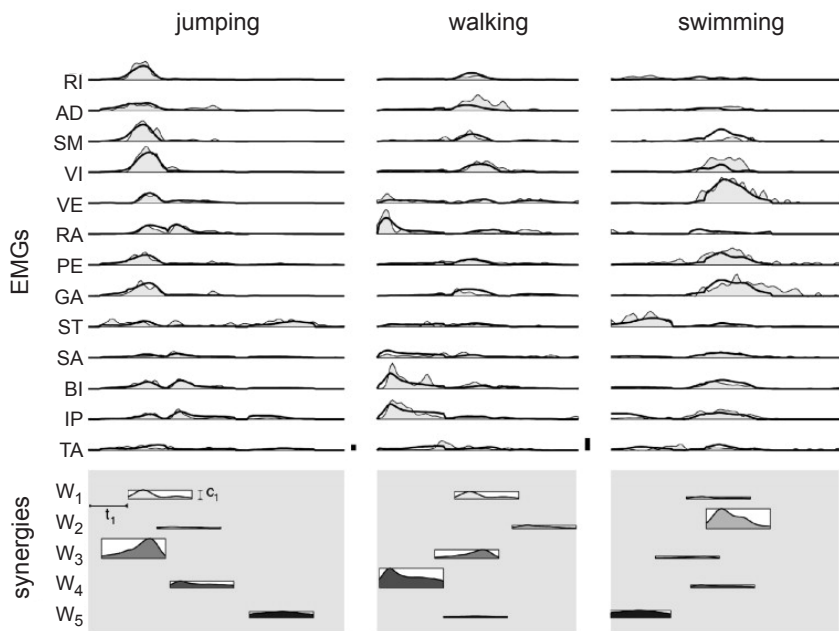 jumping walking swimming
EMGs
RI
AD
SM
VI
VE
RA
PE
GA
ST
SA
BI
IP
TA
synergies
W1 c1
t1
W2
W3
W4
W5